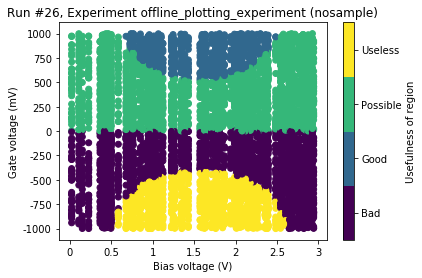 Run #26, Experiment offline_plotting_experiment (nosample)
1000
750
500
250
0
-250
-500
-750
-1000
Gate voltage (mV)
0
0.5
1
1.5
2
2.5
3
Bias voltage (V)
Useless
Possible
Good
Bad
Usefulness of region